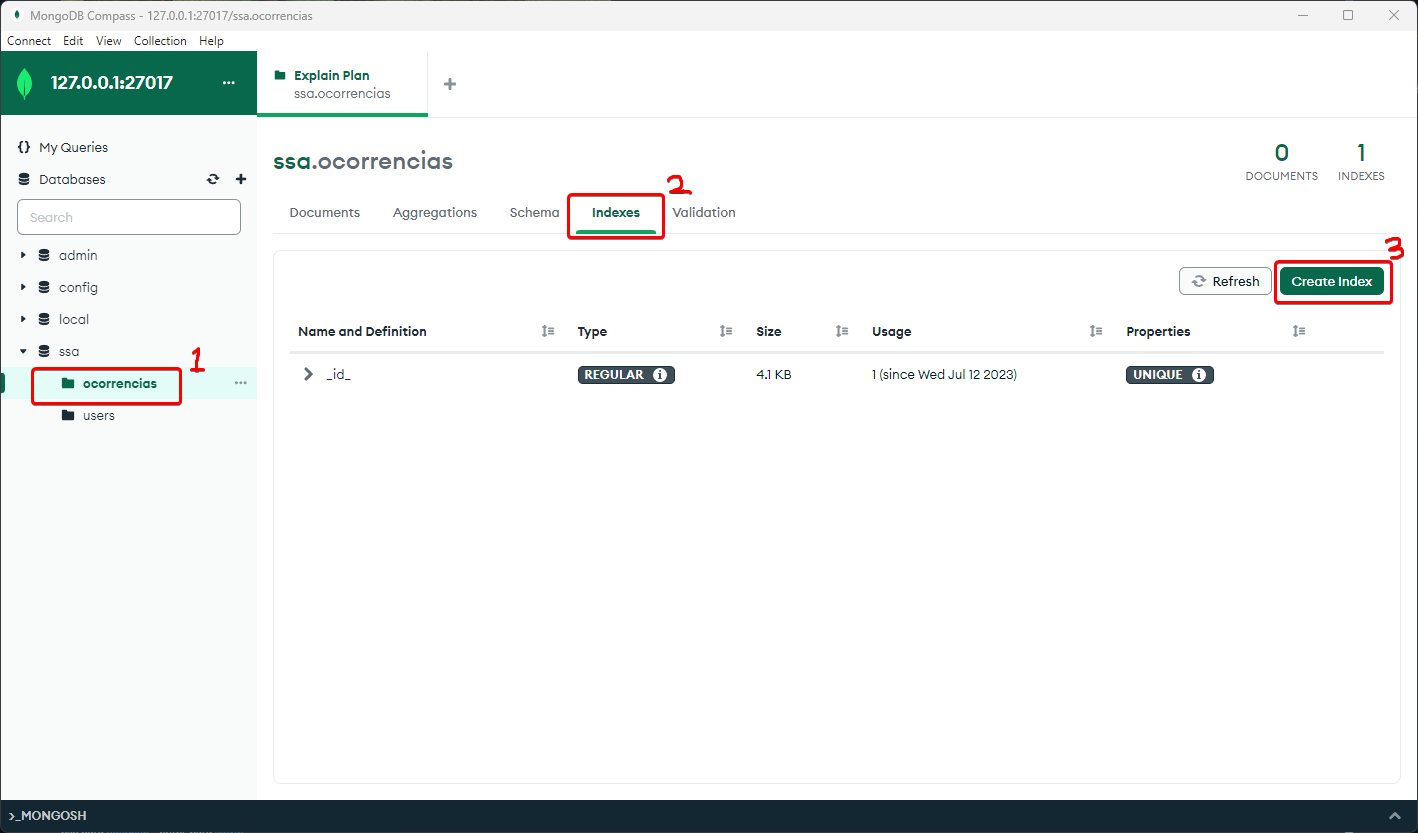 MongoDB Compass - 127.0.0.1:27017/ssa.ocorrencias
Connect Edit View Collection Help
127.0.0.1:27017
Explain Plan
ssa.ocorrencias
My Queries
Databases
Search
admin
config
local
ssa
1
ocorrencias
users
ssa.ocorrencias
0
DOCUMENTS
1
INDEXES
2
Documents Aggregations Schema Indexes Validation
3
Refresh Create Index
Name and Definition Type Size Usage Properties
_id_ REGULAR 4.1 KB 1 (since Wed Jul 12 2023) UNIQUE
>_MONGOSH